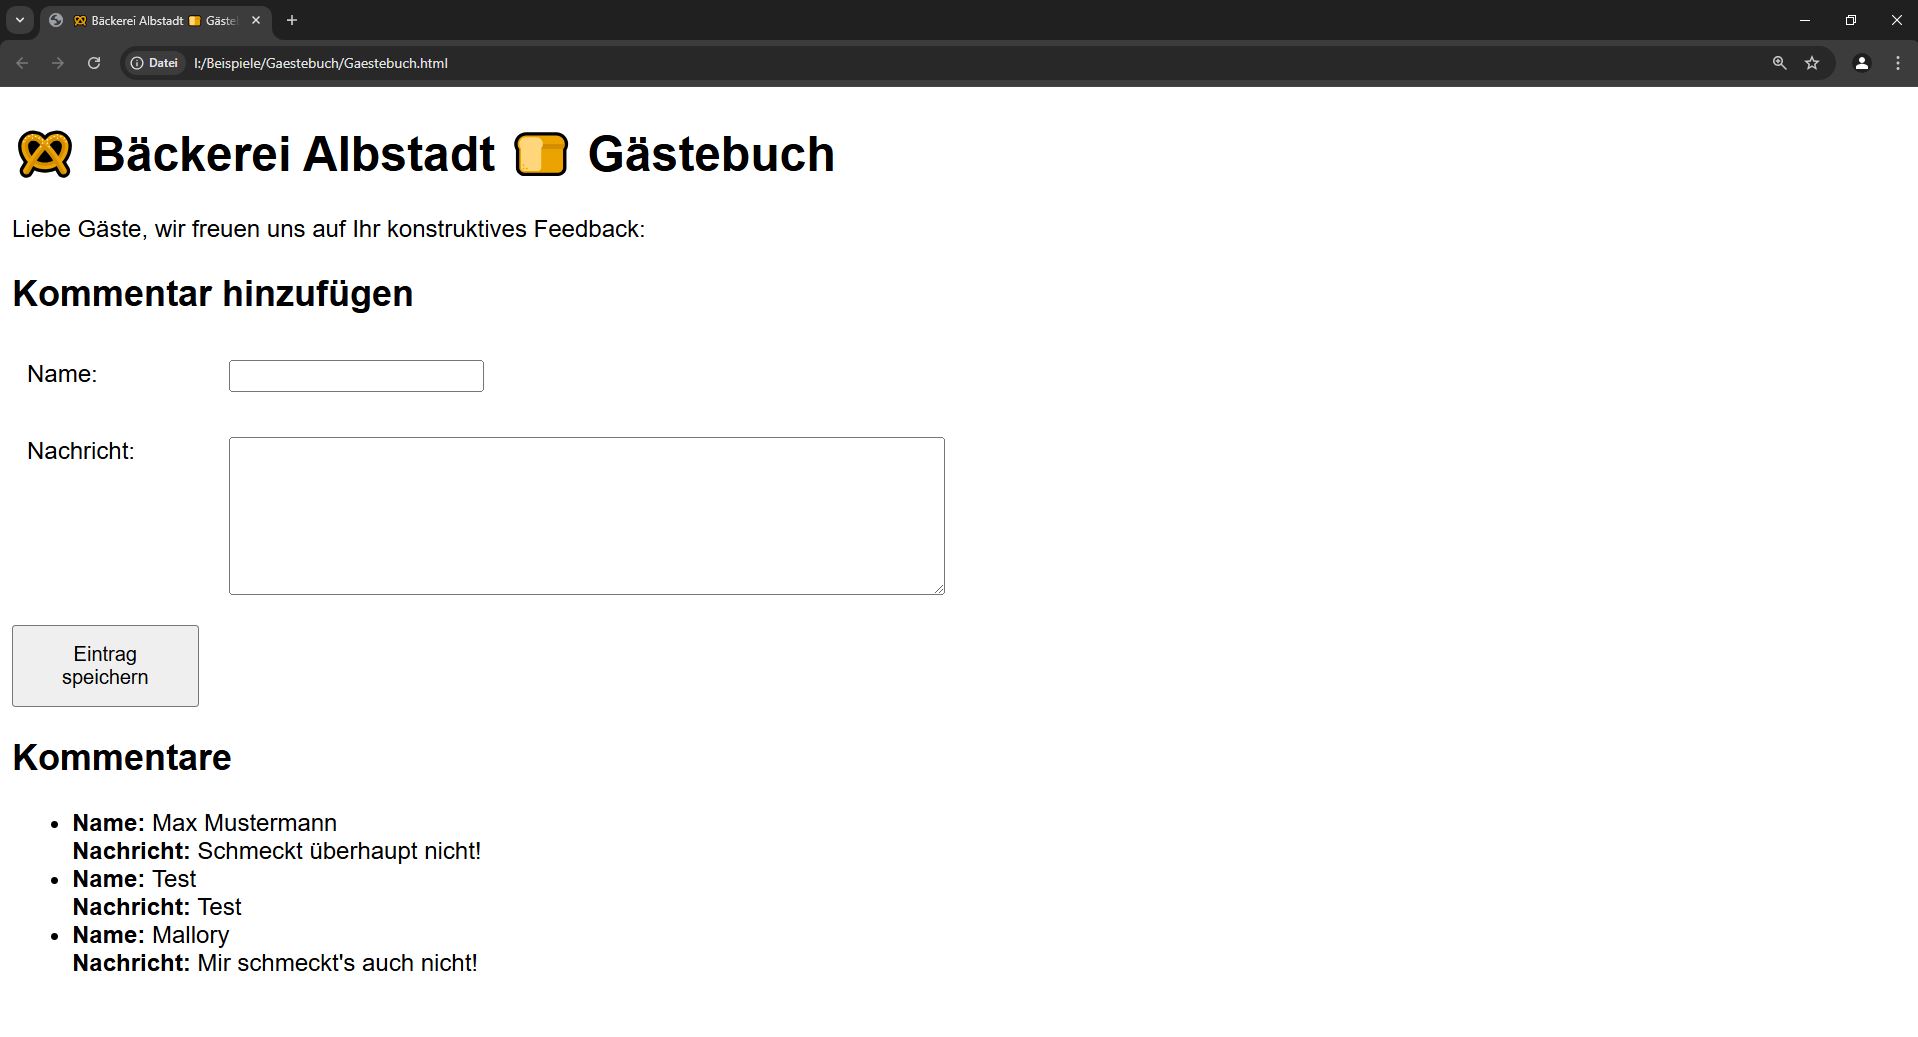 🥨 Bäckerei Albstadt 🍞 Gäste
Datei I:/Beispiele/Gaestebuch/Gaestebuch.html
🥨 Bäckerei Albstadt 🍞 Gästebuch
Liebe Gäste, wir freuen uns auf Ihr konstruktives Feedback:
Kommentar hinzufügen
Name:
Nachricht:
Eintrag
speichern
Kommentare
• Name: Max Mustermann
Nachricht: Schmeckt überhaupt nicht!
• Name: Test
Nachricht: Test
• Name: Mallory
Nachricht: Mir schmeckt's auch nicht!